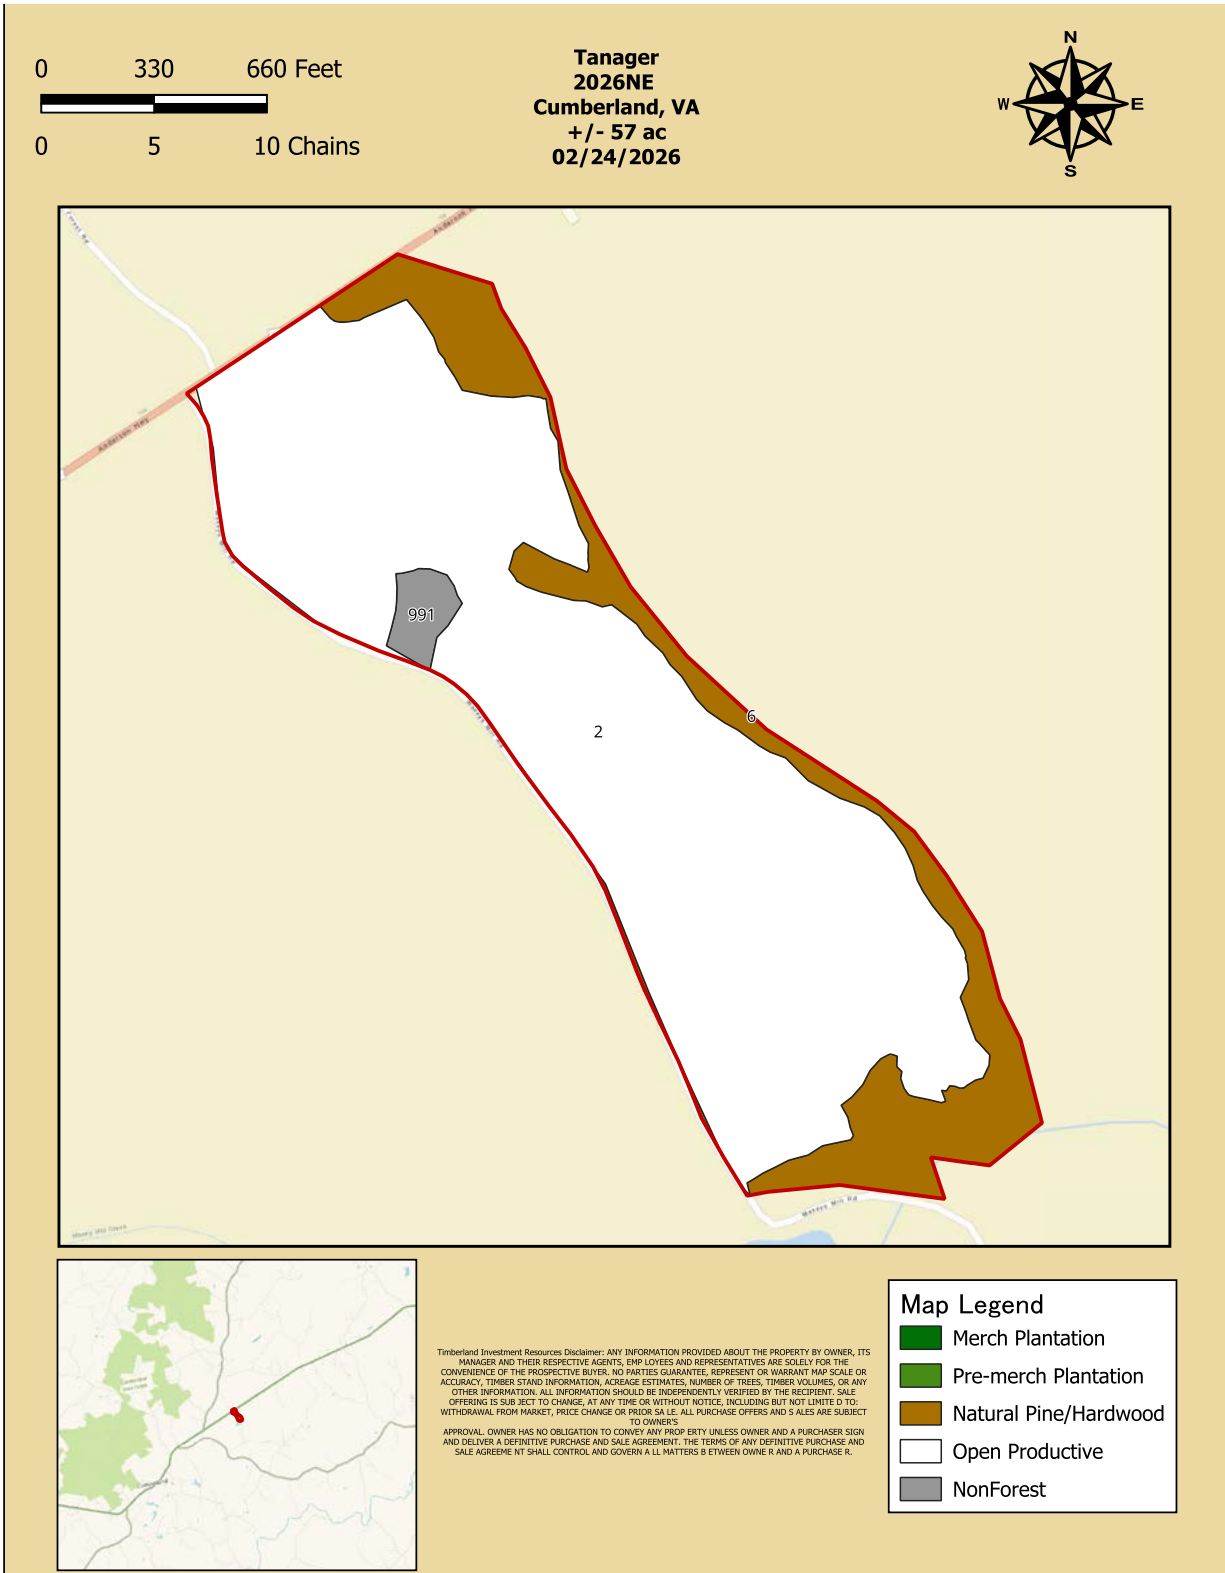 0 330 660 Feet
0 5 10 Chains
Tanager
2026NE
Cumberland, VA
+/- 57 ac
02/24/2026
N
W
E
S
Forest Rd
Anderson
Anderson Hwy
991
2
6
Makeys Mill Rd
Timberland Investment Resources Disclaimer: ANY INFORMATION PROVIDED ABOUT THE PROPERTY BY OWNER, ITS
MANAGER AND THEIR RESPECTIVE AGENTS, EMP LOYEES AND REPRESENTATIVES ARE SOLELY FOR THE
CONVENIENCE OF THE PROSPECTIVE BUYER. NO PARTIES GUARANTEE, REPRESENT OR WARRANT MAP SCALE OR
ACCURACY, TIMBER STAND INFORMATION, ACREAGE ESTIMATES, NUMBER OF TREES, TIMBER VOLUMES, OR ANY
OTHER INFORMATION. ALL INFORMATION SHOULD BE INDEPENDENTLY VERIFIED BY THE RECIPIENT. SALE
OFFERING IS SUB JECT TO CHANGE, AT ANY TIME OR WITHOUT NOTICE, INCLUDING BUT NOT LIMITE D TO:
WITHDRAWAL FROM MARKET, PRICE CHANGE OR PRIOR SA LE. ALL PURCHASE OFFERS AND S ALES ARE SUBJECT
TO OWNER'S
APPROVAL. OWNER HAS NO OBLIGATION TO CONVEY ANY PROP ERTY UNLESS OWNER AND A PURCHASER SIGN
AND DELIVER A DEFINITIVE PURCHASE AND SALE AGREEMENT. THE TERMS OF ANY DEFINITIVE PURCHASE AND
SALE AGREEME NT SHALL CONTROL AND GOVERN A LL MATTERS B ETWEEN OWNE R AND A PURCHASE R.
Map Legend
Merch Plantation
Pre-merch Plantation
Natural Pine/Hardwood
Open Productive
NonForest